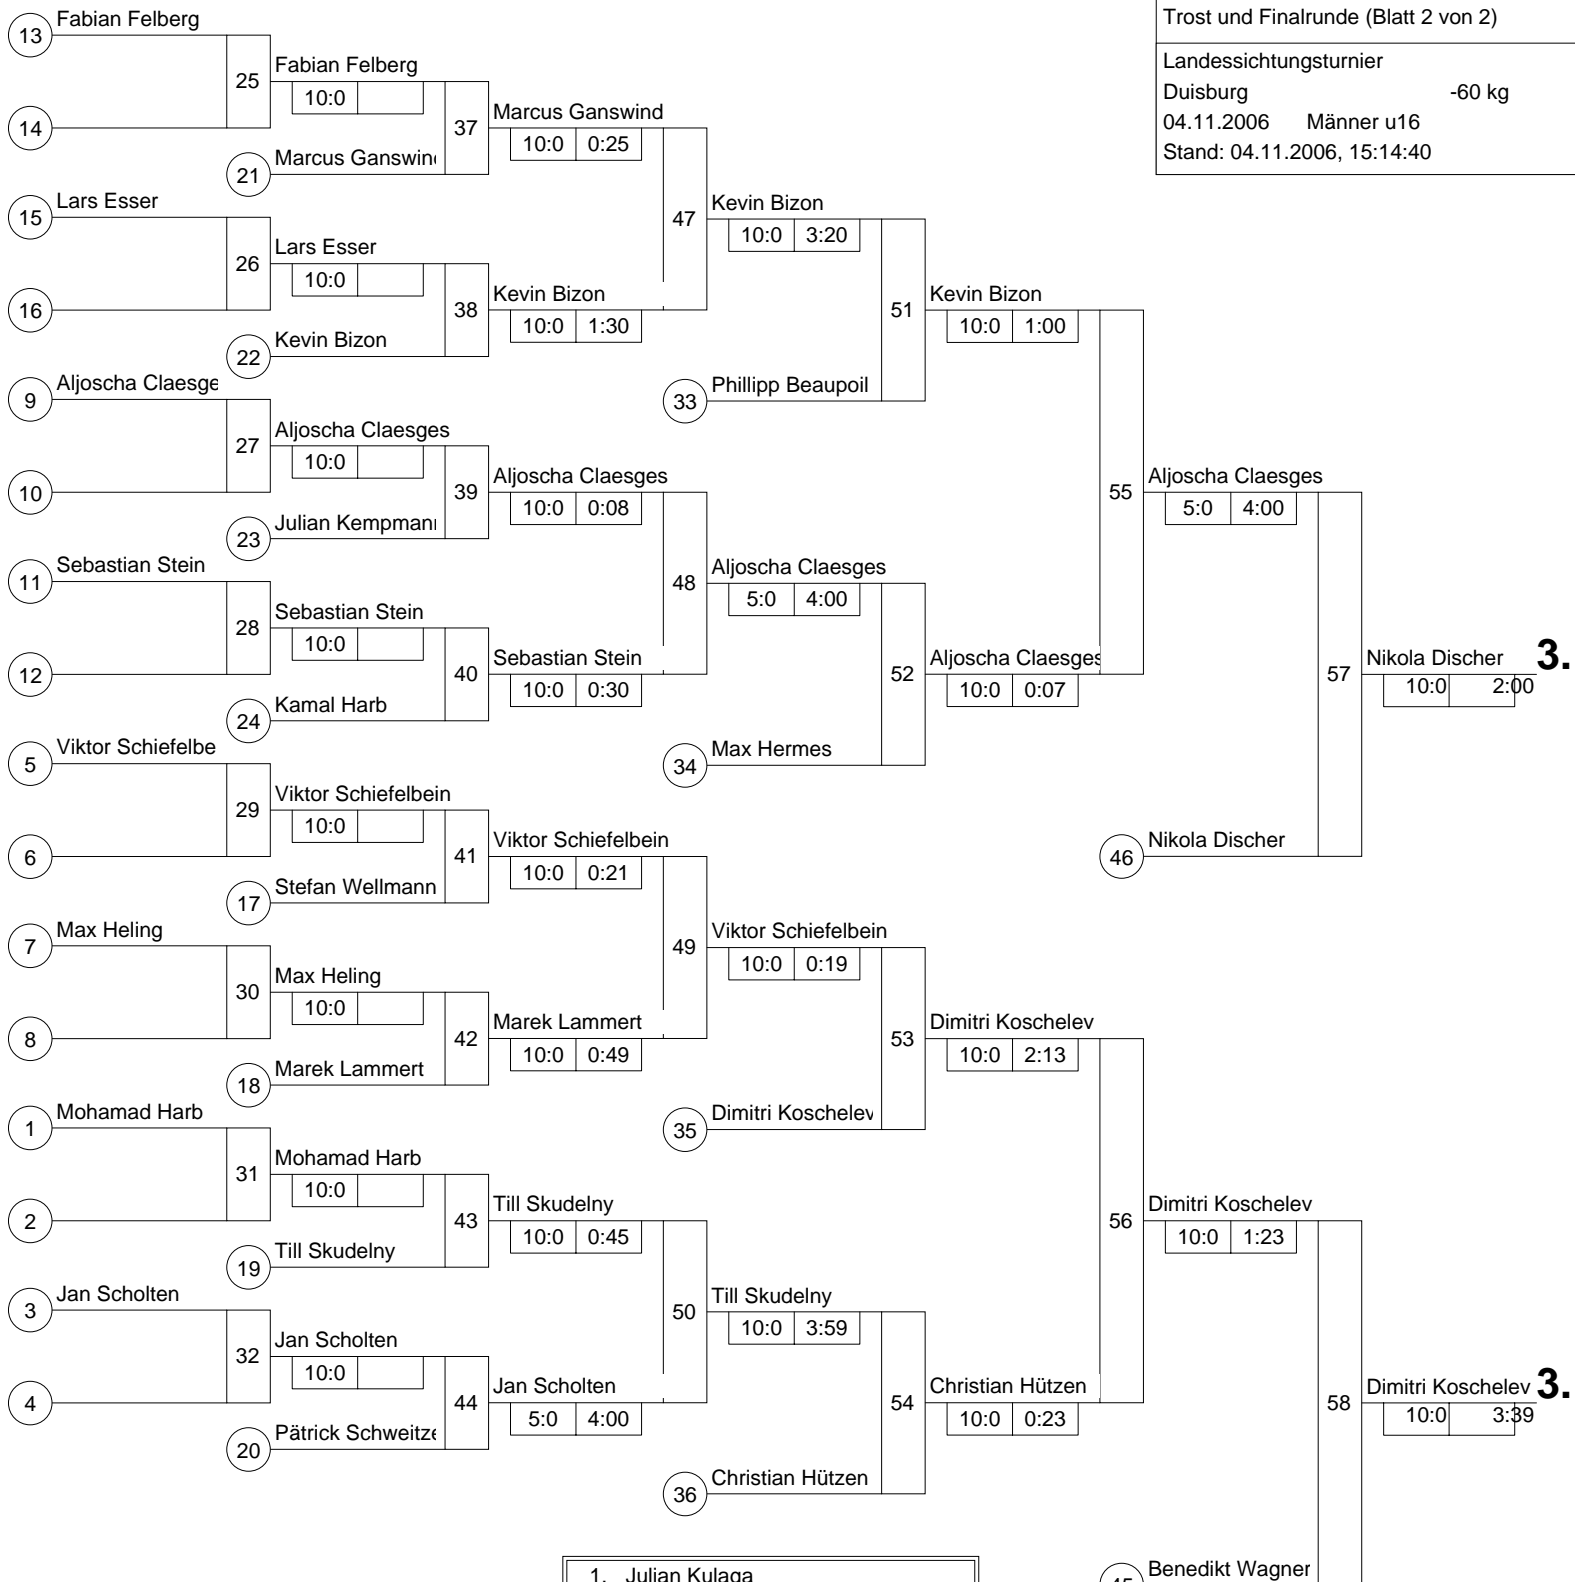 Trost und Finalrunde (Blatt 2 von 2)
Landessichtungsturnier
Duisburg -60 kg
04.11.2006 Männer u16
Stand: 04.11.2006, 15:14:40
13 Fabian Felberg
25 Fabian Felberg
10:0
14
37 Marcus Ganswind
10:0 0:25
21 Marcus Ganswind
15 Lars Esser
47 Kevin Bizon
10:0 3:20
26 Lars Esser
10:0
16
38 Kevin Bizon
10:0 1:30
22 Kevin Bizon
51 Kevin Bizon
10:0 1:00
9 Aljoscha Claesge
33 Phillipp Beaupoil
27 Aljoscha Claesges
10:0
10
39 Aljoscha Claesges
10:0 0:08
23 Julian Kempmann
55 Aljoscha Claesges
5:0 4:00
11 Sebastian Stein
48 Aljoscha Claesges
5:0 4:00
28 Sebastian Stein
10:0
12
40 Sebastian Stein
10:0 0:30
24 Kamal Harb
52 Aljoscha Claesges
10:0 0:07
57 Nikola Discher 3.
10:0 2:00
5 Viktor Schiefelbe
34 Max Hermes
29 Viktor Schiefelbein
10:0
6
41 Viktor Schiefelbein
10:0 0:21
46 Nikola Discher
17 Stefan Wellmann
7 Max Heling
49 Viktor Schiefelbein
10:0 0:19
30 Max Heling
10:0
8
42 Marek Lammert
10:0 0:49
18 Marek Lammert
53 Dimitri Koschelev
10:0 2:13
1 Mohamad Harb
35 Dimitri Koschelev
31 Mohamad Harb
10:0
2
43 Till Skudelny
10:0 0:45
19 Till Skudelny
56 Dimitri Koschelev
10:0 1:23
3 Jan Scholten
50 Till Skudelny
10:0 3:59
32 Jan Scholten
10:0
4
44 Jan Scholten
5:0 4:00
20 Pätrick Schweitze
54 Christian Hützen
10:0 0:23
58 Dimitri Koschelev 3.
10:0 3:39
36 Christian Hützen
1. Julian Kulaga
45 Benedikt Wagner